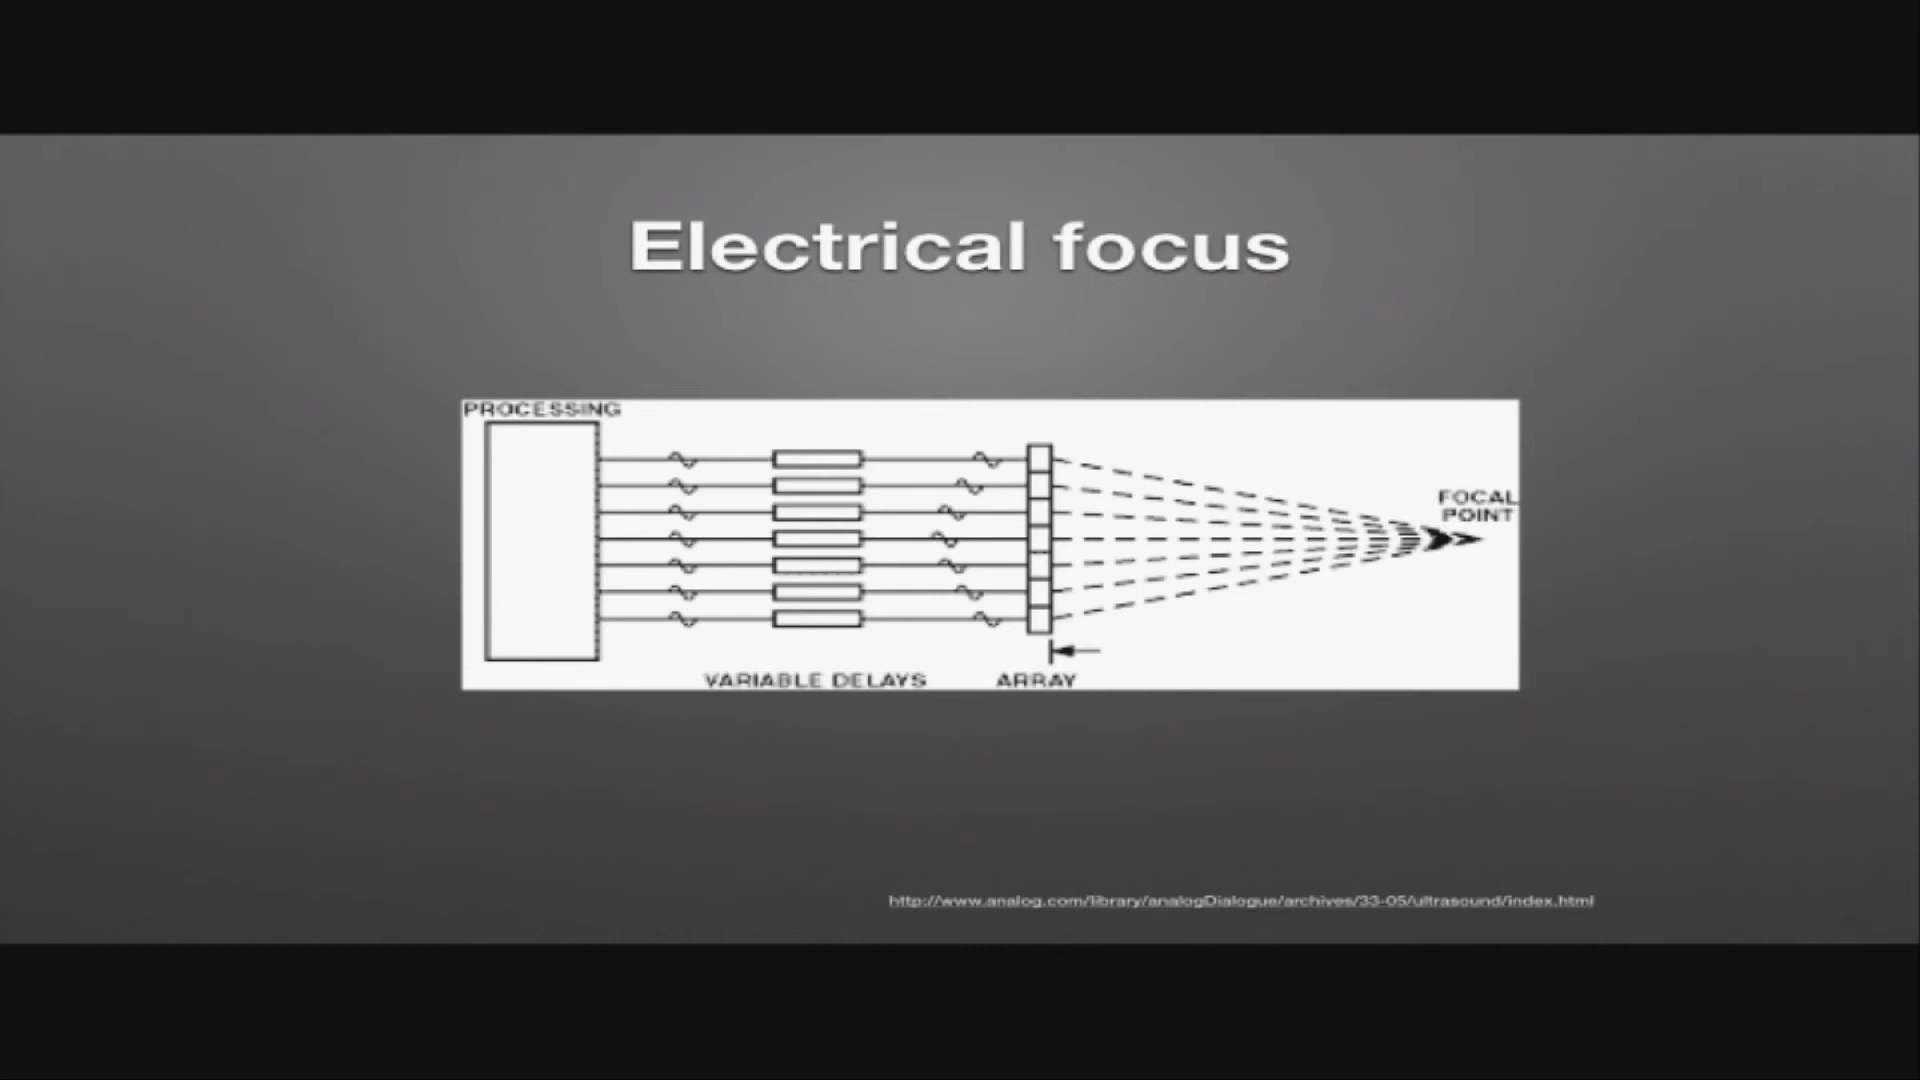 Electrical focus
PROCESSING
FOCAL
POINT
VARIABLE DELAYS
ARRAY
http://www.analog.com/library/analogDialogue/archives/33-05/ultrasound/index.html